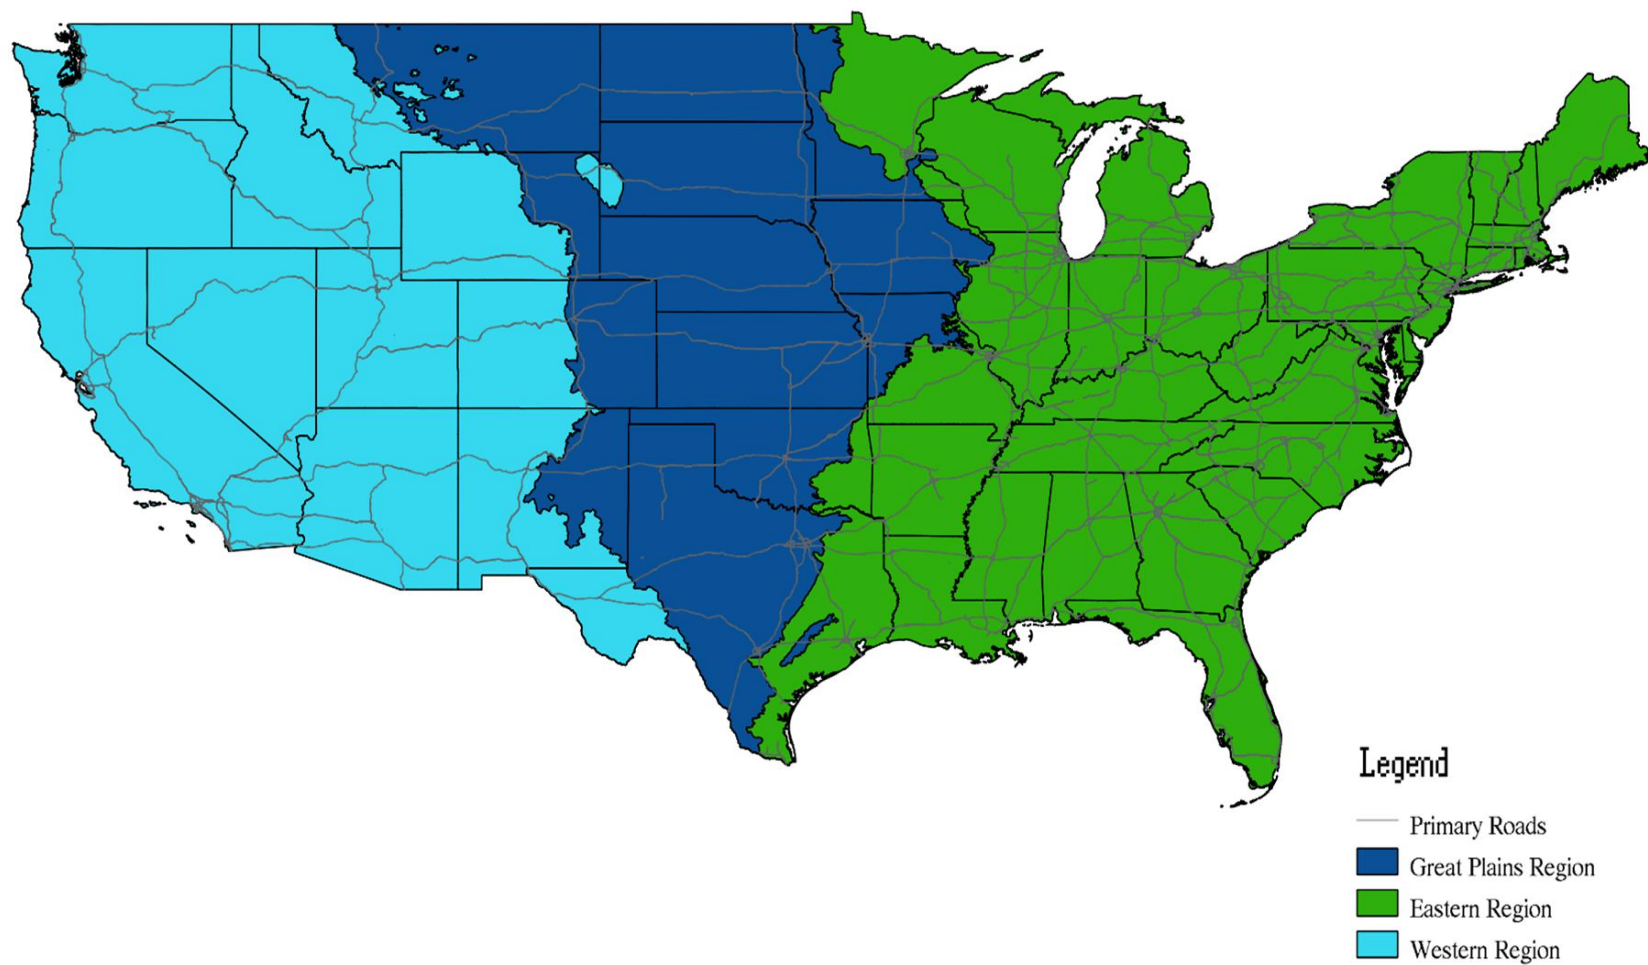 Legend
Primary Roads
Great Plains Region
Eastern Region
Western Region